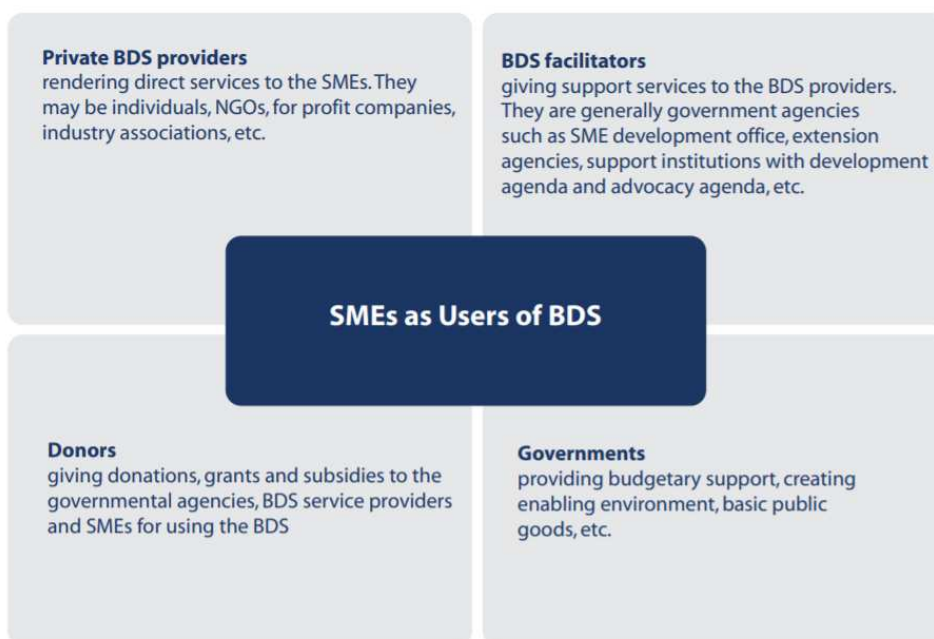 Private BDS providers
rendering direct services to the SMEs. They
may be individuals, NGOs, for profit companies,
industry associations, etc.
BDS facilitators
giving support services to the BDS providers.
They are generally government agencies
such as SME development office, extension
agencies, support institutions with development
agenda and advocacy agenda, etc.
SMEs as Users of BDS
Donors
giving donations, grants and subsidies to the
governmental agencies, BDS service providers
and SMEs for using the BDS
Governments
providing budgetary support, creating
enabling environment, basic public
goods, etc.